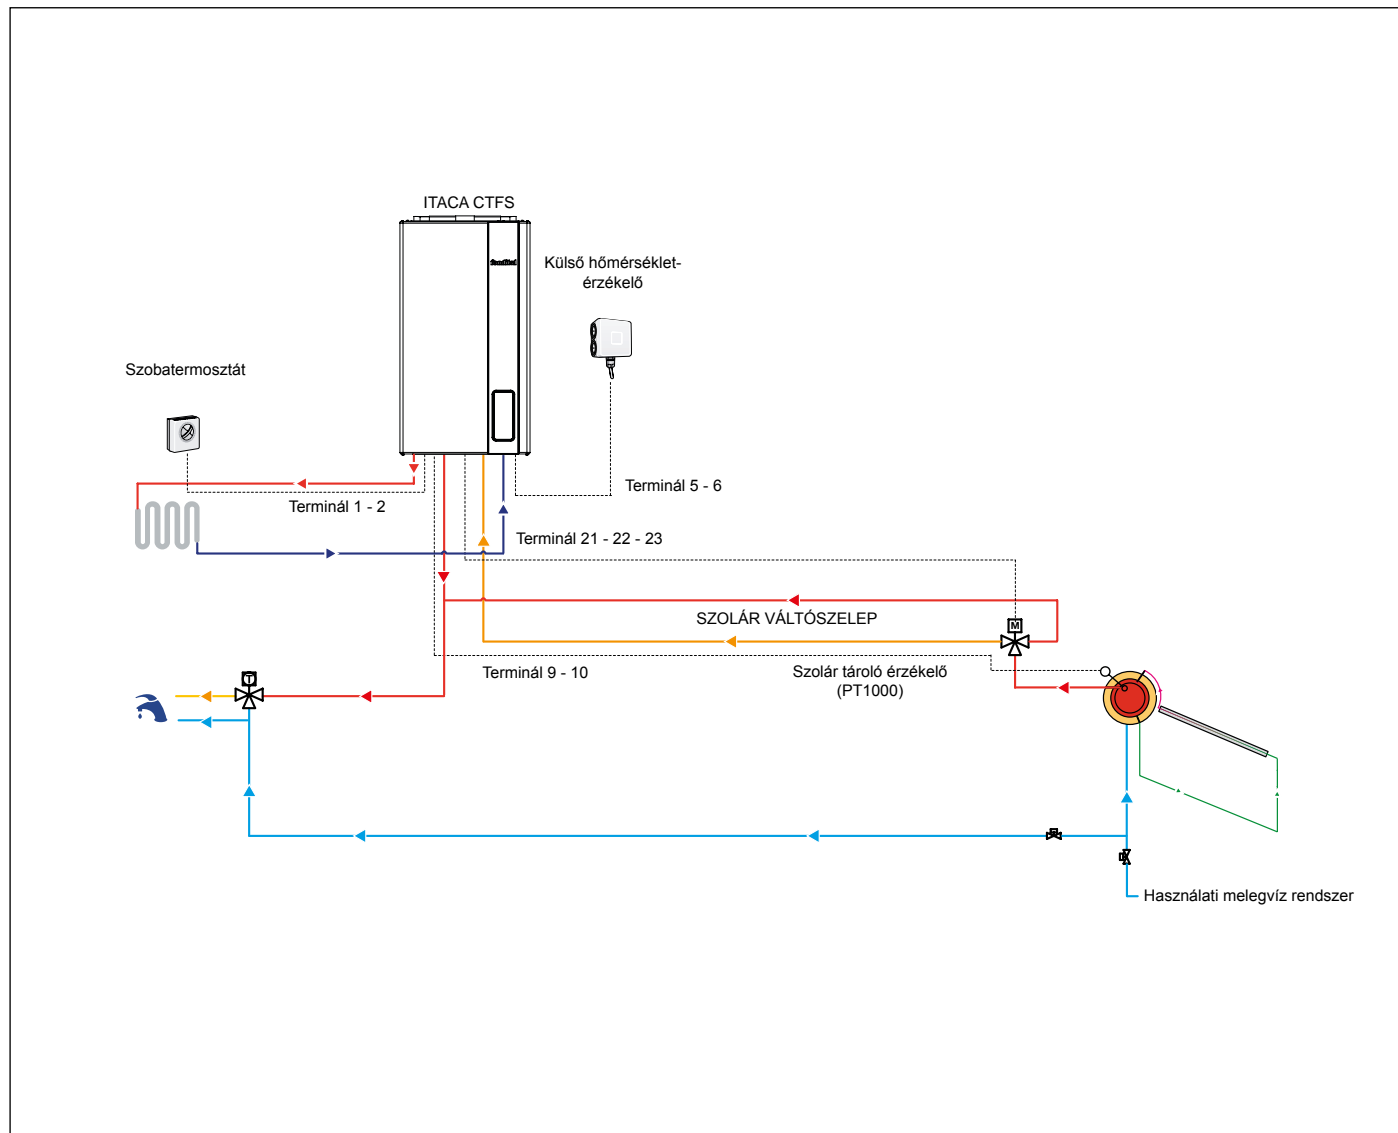 ITACA CTFS
Külső hőmérséklet-
érzékelő
Szobatermosztát
Terminál 5 - 6
Terminál 1 - 2
Terminál 21 - 22 - 23
SZOLÁR VÁLTÓSZELEP
M
Terminál 9 - 10
Szolár tároló érzékelő
(PT1000)
T
Használati melegvíz rendszer